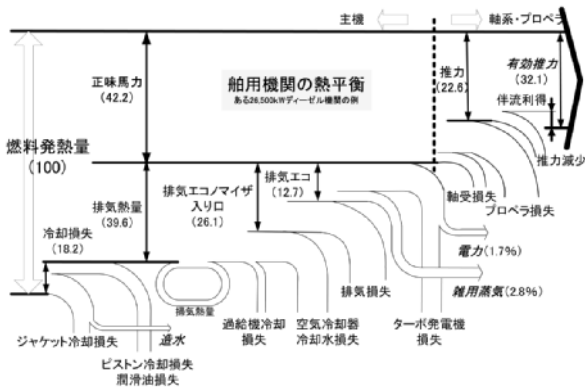 主機
軸系・プロペラ
正味馬力
(42.2)
舶用機関の熱平衡
ある26,500kWディーゼル機関の例
推力
(22.6)
有効推力
(32.1)
伴流利得
燃料発熱量
(100)
推力減少
排気エコノマイザ
入り口
(26.1)
排気エコ
(12.7)
軸受損失
プロペラ損失
排気熱量
(39.6)
冷却損失
(18.2)
電力(1.7%)
雑用蒸気(2.8%)
掃気熱量
排気損失
ジャケット冷却損失
造水
過給機冷却
損失
空気冷却器
冷却水損失
ターボ発電機
損失
ピストン冷却損失
潤滑油損失